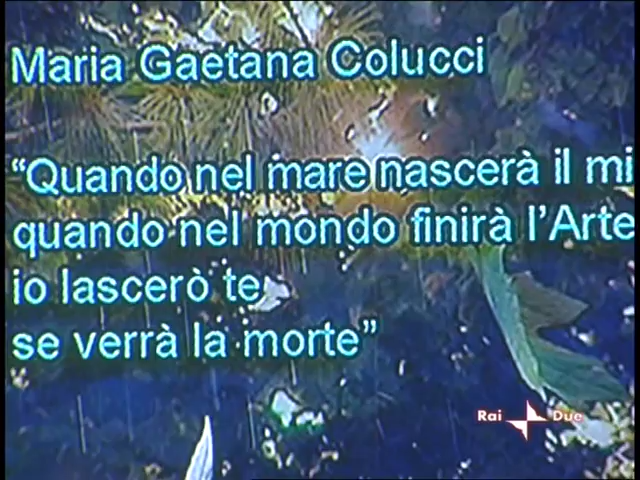 Maria Gaetana Colucci
“Quando nel mare nascerà il mi
quando nel mondo finirà l’Arte
io lascerò te
se verrà la morte”
Rai Due